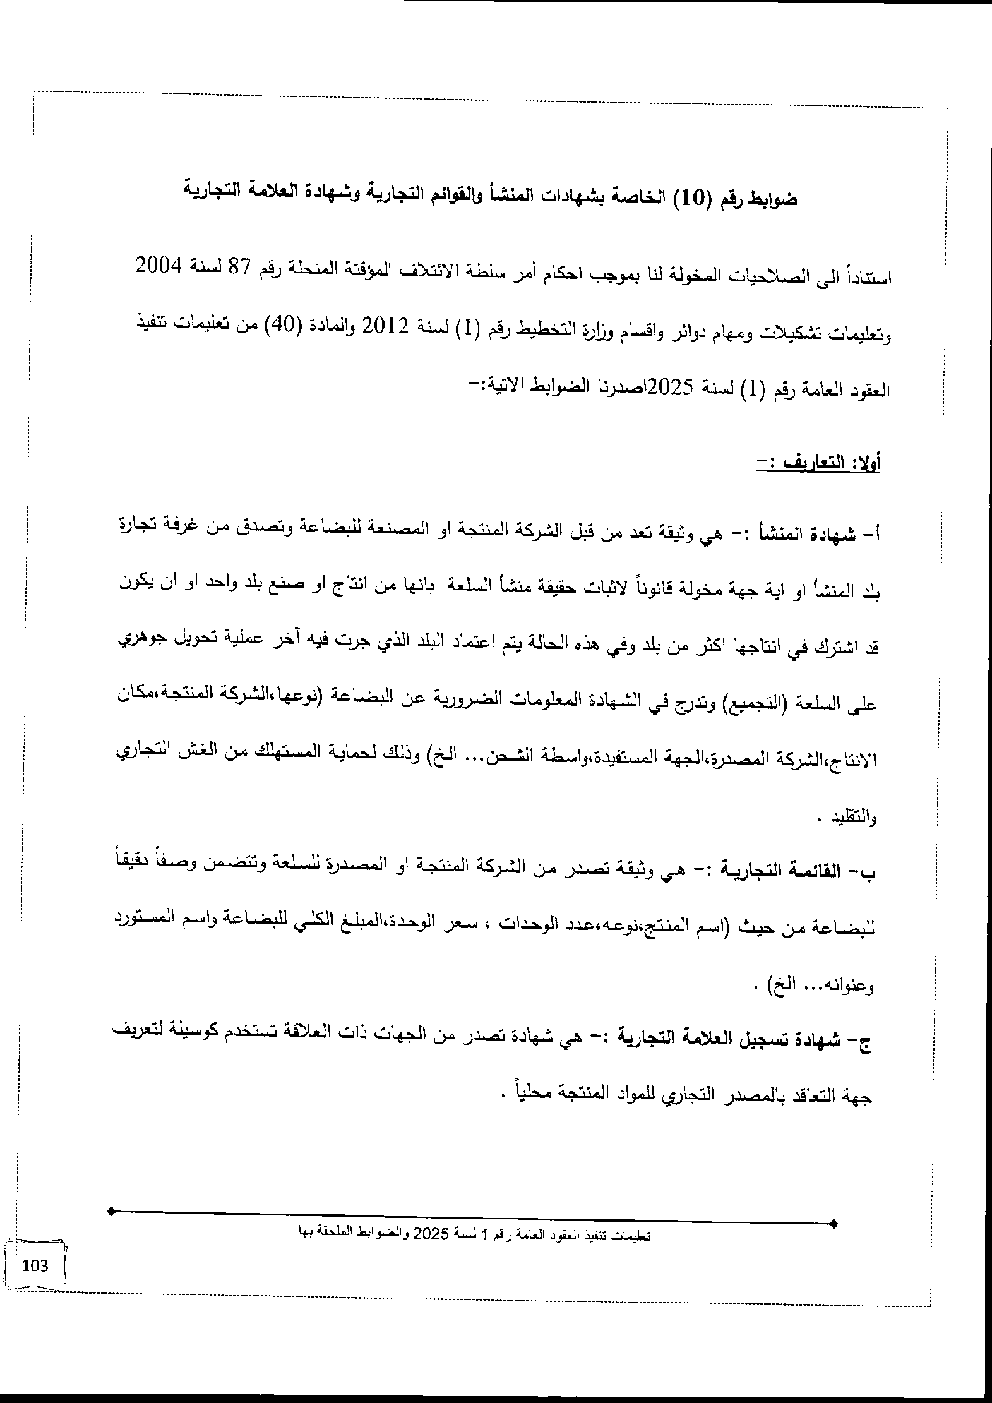 ضوابط رقم (10) الخاصة بشهادات المنشأ والقوائم التجارية وشهادة العلامة التجارية
استناداً الى الصلاحيات المخولة لنا بموجب احكام أمر سلطة الائتلاف المؤقتة المنحلة رقم 87 لسنة 2004
وتعليمات تشكيلات ومهام دوائر واقسام وزارة التخطيط رقم (1) لسنة 2012 والمادة (40) من تعليمات تنفيذ
العقود العامة رقم (1) لسنة 2025اصدرنا الضوابط الاتية:-
أولا: التعاريف :-
أ- شهادة المنشأ :- هي وثيقة تعد من قبل الشركة المنتجة او المصنعة للبضاعة وتصدق من غرفة تجارة
بلد المنشأ او اية جهة مخولة قانوناً لاثبات حقيقة منشأ السلعة بانها من انتاج او صنع بلد واحد او ان يكون
قد اشترك في انتاجها اكثر من بلد وفي هذه الحالة يتم اعتماد البلد الذي جرت فيه آخر عملية تحويل جوهري
على السلعة (التجميع) وتدرج في الشهادة المعلومات الضرورية عن البضاعة (نوعها،الشركة المنتجة،مكان
الانتاج،الشركة المصدرة،الجهة المستفيدة،واسطة الشحن... الخ) وذلك لحماية المستهلك من الغش التجاري
والتقليد .
ب- القائمة التجارية :- هي وثيقة تصدر من الشركة المنتجة او المصدرة للسلعة وتتضمن وصفاً دقيقاً
للبضاعة من حيث (اسم المنتج،نوعه،عدد الوحدات ، سعر الوحدة،المبلغ الكلي للبضاعة واسم المستورد
وعنوانه... الخ) .
ج- شهادة تسجيل العلامة التجارية :- هي شهادة تصدر من الجهات ذات العلاقة تستخدم كوسيلة لتعريف
جهة التعاقد بالمصدر التجاري للمواد المنتجة محلياً .
تعليمات تنفيذ العقود العامة رقم 1 لسنة 2025 والضوابط الملحقة بها
103